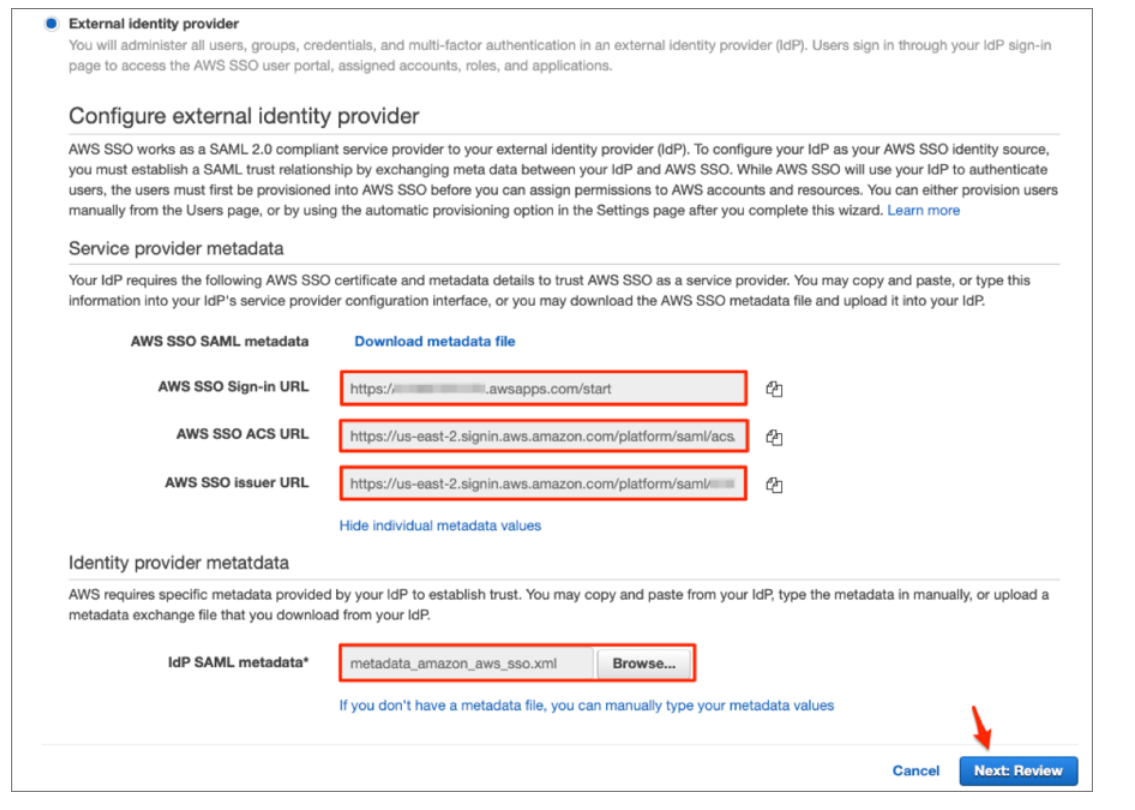 External identity provider
You will administer all users, groups, credentials, and multi-factor authentication in an external identity provider (IdP). Users sign in through your IdP sign-in
page to access the AWS SSO user portal, assigned accounts, roles, and applications.
Configure external identity provider
AWS SSO works as a SAML 2.0 compliant service provider to your external identity provider (IdP). To configure your IdP as your AWS SSO identity source,
you must establish a SAML trust relationship by exchanging meta data between your IdP and AWS SSO. While AWS SSO will use your IdP to authenticate
users, the users must first be provisioned into AWS SSO before you can assign permissions to AWS accounts and resources. You can either provision users
manually from the Users page, or by using the automatic provisioning option in the Settings page after you complete this wizard. Learn more
Service provider metadata
Your IdP requires the following AWS SSO certificate and metadata details to trust AWS SSO as a service provider. You may copy and paste, or type this
information into your IdP's service provider configuration interface, or you may download the AWS SSO metadata file and upload it into your IdP.
AWS SSO SAML metadata Download metadata file
AWS SSO Sign-in URL https:// .awsapps.com/start
AWS SSO ACS URL https://us-east-2.signin.aws.amazon.com/platform/saml/acs
AWS SSO issuer URL https://us-east-2.signin.aws.amazon.com/platform/saml/
Hide individual metadata values
Identity provider metatdata
AWS requires specific metadata provided by your IdP to establish trust. You may copy and paste from your IdP, type the metadata in manually, or upload a
metadata exchange file that you download from your IdP.
IdP SAML metadata* metadata_amazon_aws_sso.xml Browse...
If you don't have a metadata file, you can manually type your metadata values
Cancel Next: Review